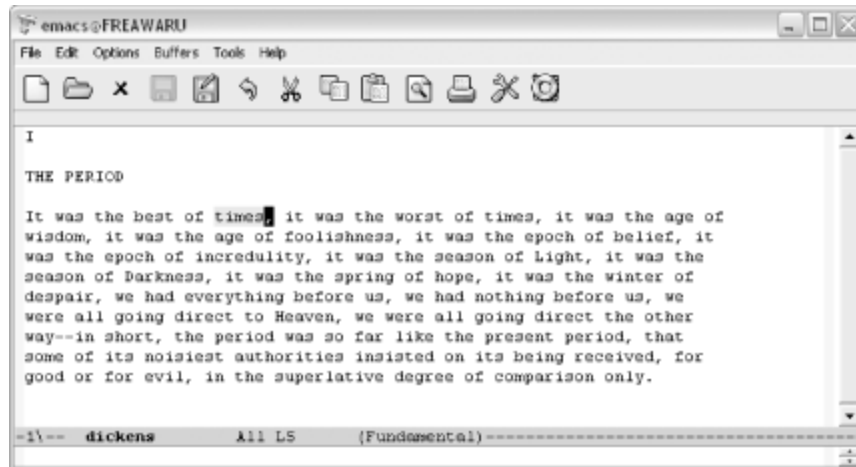 emacs@FREAWARU
File Edit Options Buffers Tools Help
I
THE PERIOD
It was the best of times, it was the worst of times, it was the age of
wisdom, it was the age of foolishness, it was the epoch of belief, it
was the epoch of incredulity, it was the season of Light, it was the
season of Darkness, it was the spring of hope, it was the winter of
despair, we had everything before us, we had nothing before us, we
were all going direct to Heaven, we were all going direct the other
way--in short, the period was so far like the present period, that
some of its noisiest authorities insisted on its being received, for
good or for evil, in the superlative degree of comparison only.
-1\-- dickens All L5 (Fundamental)-----------------------------------